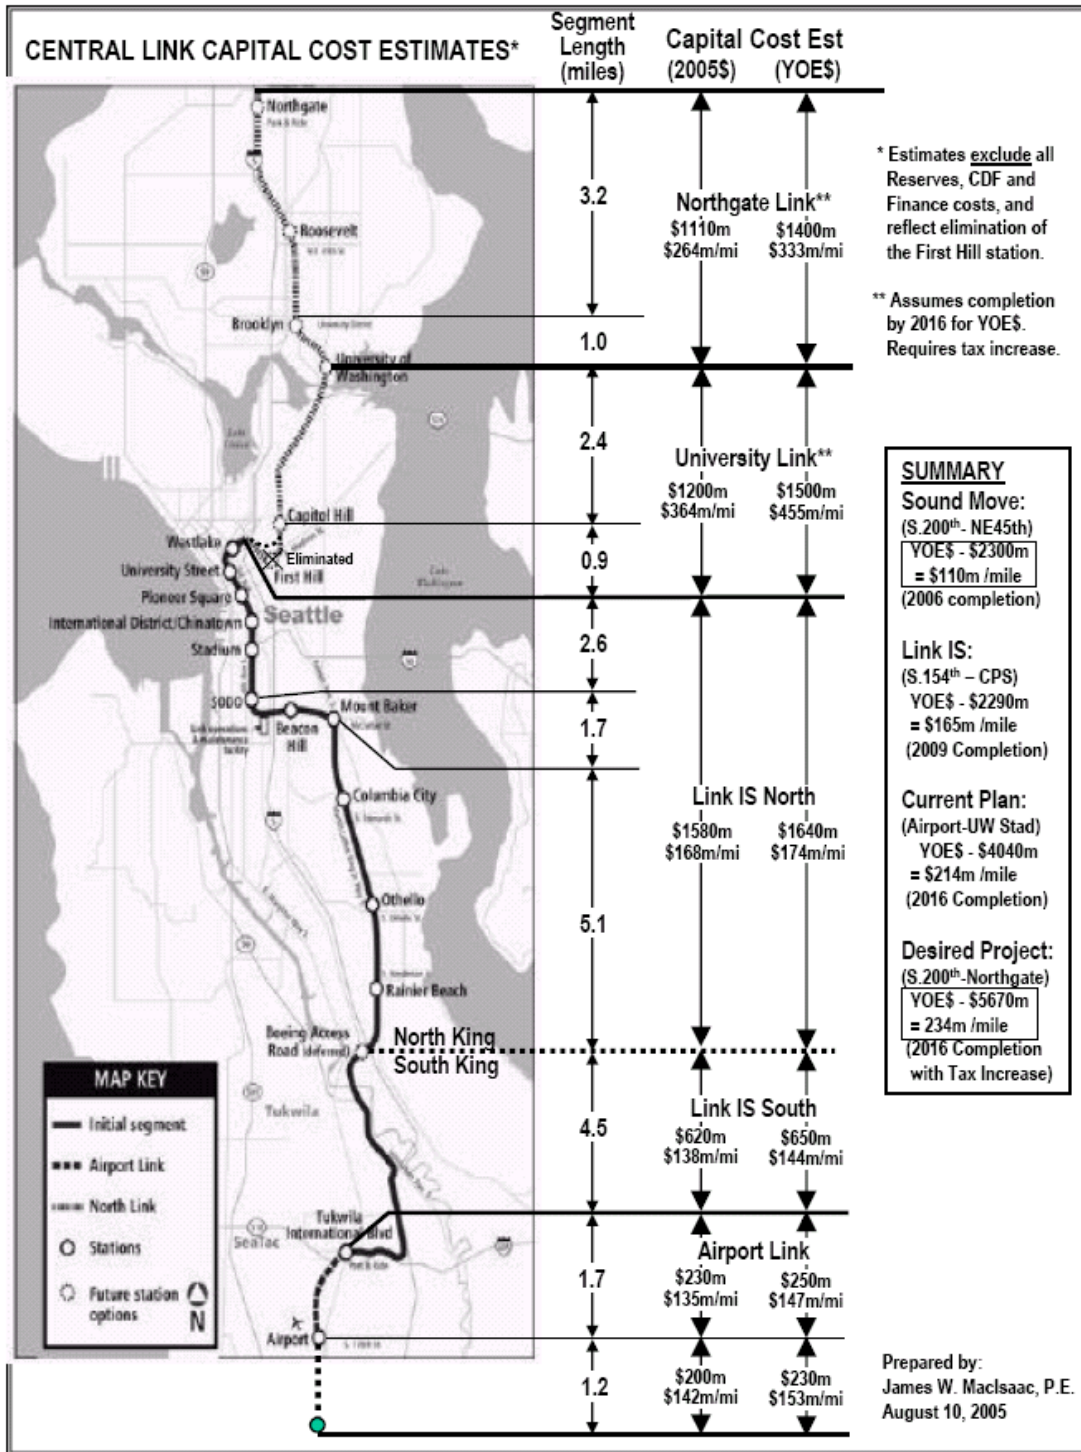 CENTRAL LINK CAPITAL COST ESTIMATES*
Segment
Length
(miles)
Capital Cost Est
(2005$) (YOE$)
Northgate
Park & Ride
Roosevelt
Brooklyn
University District
University of
Washington
Capitol Hill
Westlake
Eliminated
First Hill
University Street
Pioneer Square
Seattle
International District/Chinatown
Stadium
SODO
Mount Baker
Beacon
Hill
Columbia City
Othello
Rainier Beach
Boeing Access
Road (deferred)
North King
South King
Tukwila
Tukwila
International Blvd
Park & Ride
SeaTac
Airport
MAP KEY
Initial segment
Airport Link
North Link
Stations
Future station
options
N
3.2
1.0
2.4
0.9
2.6
1.7
5.1
4.5
1.7
1.2
Northgate Link**
$1110m $1400m
$264m/mi $333m/mi
University Link**
$1200m $1500m
$364m/mi $455m/mi
Link IS North
$1580m $1640m
$168m/mi $174m/mi
Link IS South
$620m $650m
$138m/mi $144m/mi
Airport Link
$230m $250m
$135m/mi $147m/mi
$200m $230m
$142m/mi $153m/mi
* Estimates exclude all
Reserves, CDF and
Finance costs, and
reflect elimination of
the First Hill station.
** Assumes completion
by 2016 for YOE$.
Requires tax increase.
SUMMARY
Sound Move:
(S.200th- NE45th)
YOE$ - $2300m
= $110m /mile
(2006 completion)
Link IS:
(S.154th – CPS)
YOE$ - $2290m
= $165m /mile
(2009 Completion)
Current Plan:
(Airport-UW Stad)
YOE$ - $4040m
= $214m /mile
(2016 Completion)
Desired Project:
(S.200th-Northgate)
YOE$ - $5670m
= 234m /mile
(2016 Completion
with Tax Increase)
Prepared by:
James W. MacIsaac, P.E.
August 10, 2005